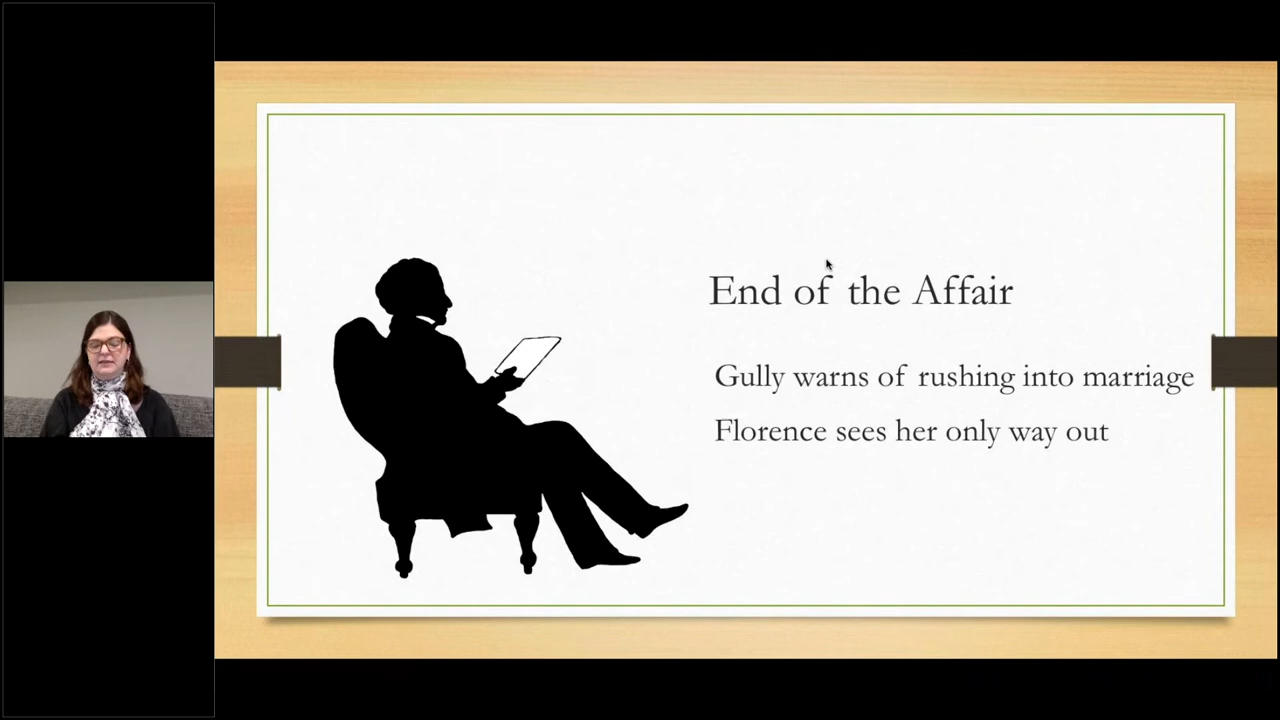 End of the Affair
Gully warns of rushing into marriage
Florence sees her only way out